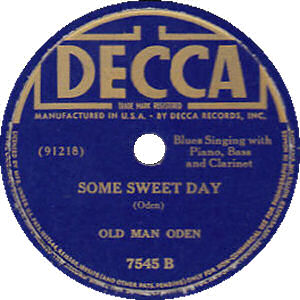 DECCA
TRADE MARK REGISTERED
MANUFACTURED IN U.S.A. - BY DECCA RECORDS, INC.
(91218)
Blues Singing with
Piano, Bass
and Clarinet
SOME SWEET DAY
(Oden)
OLD MAN ODEN
7545 B